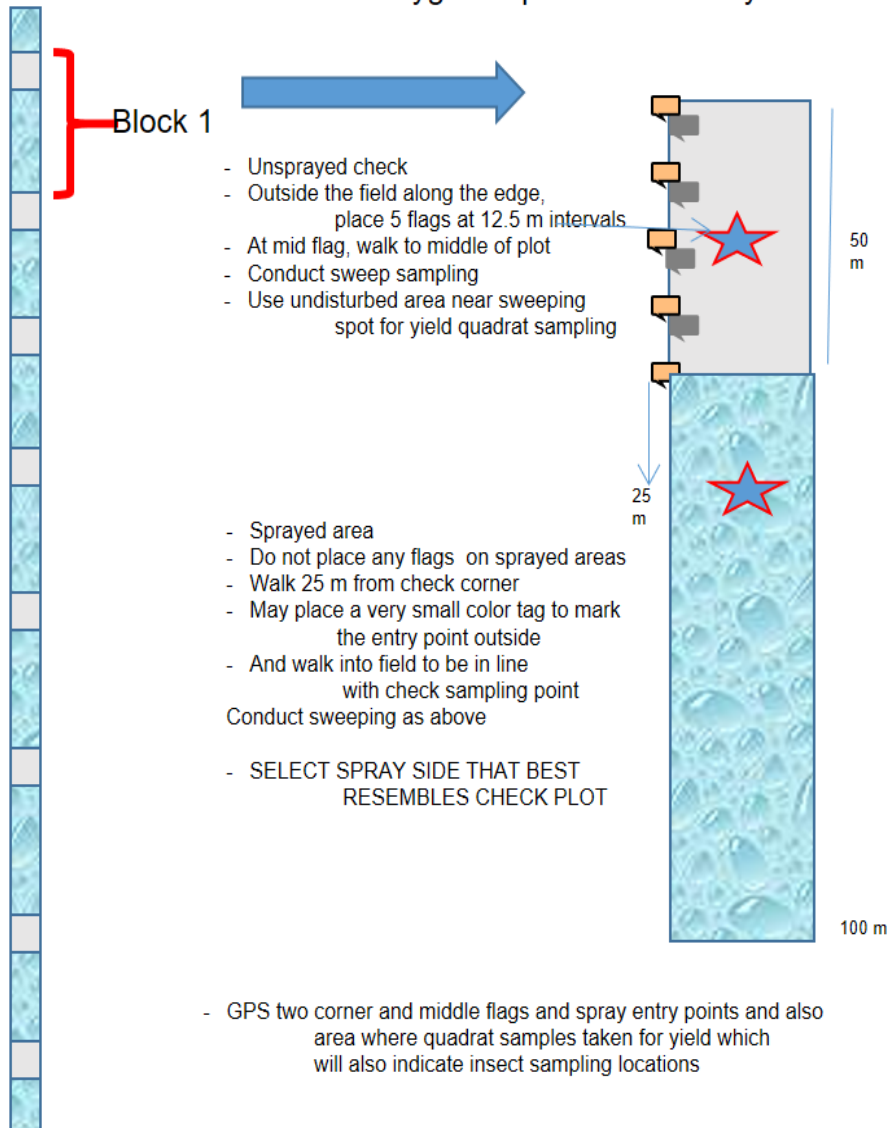 Block 1
- Unsprayed check
- Outside the field along the edge,
place 5 flags at 12.5 m intervals
- At mid flag, walk to middle of plot
- Conduct sweep sampling
- Use undisturbed area near sweeping
spot for yield quadrat sampling
50
m
25
m
- Sprayed area
- Do not place any flags on sprayed areas
- Walk 25 m from check corner
- May place a very small color tag to mark
the entry point outside
- And walk into field to be in line
with check sampling point
Conduct sweeping as above
- SELECT SPRAY SIDE THAT BEST
RESEMBLES CHECK PLOT
100 m
- GPS two corner and middle flags and spray entry points and also
area where quadrat samples taken for yield which
will also indicate insect sampling locations